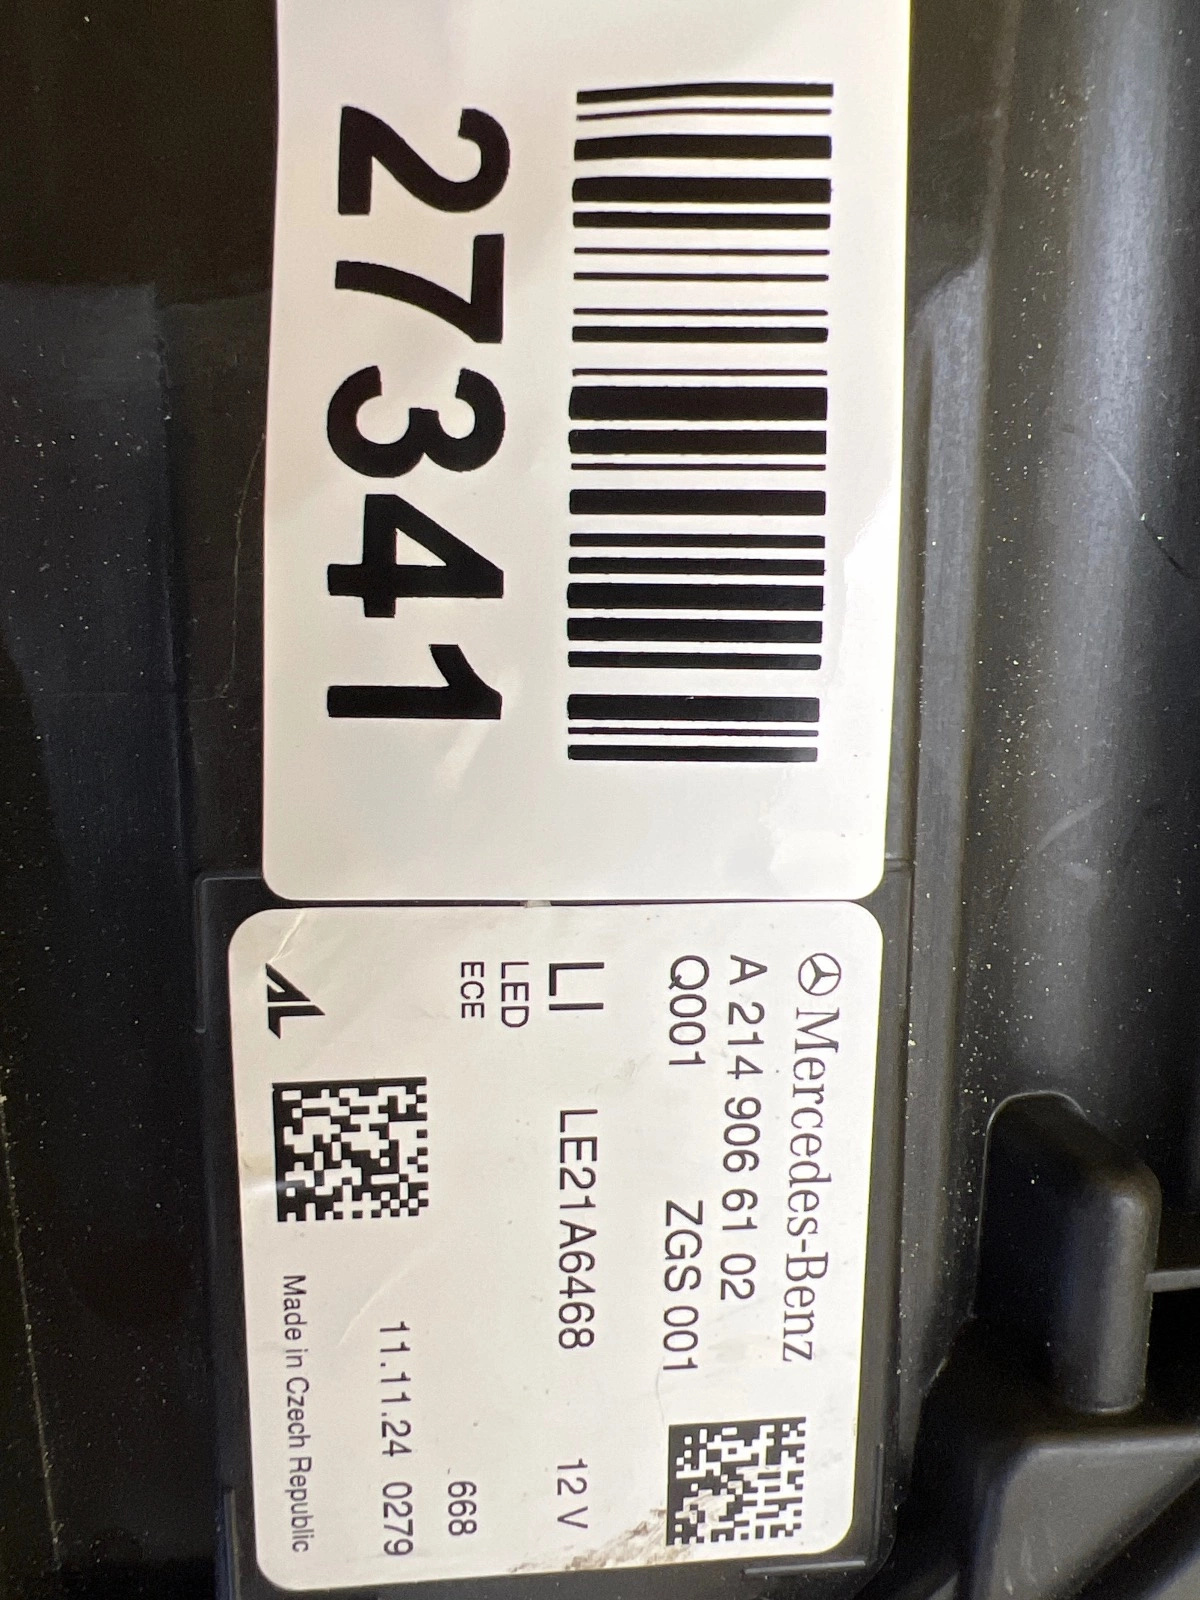 27341
Mercedes-Benz
A 214 906 61 02
Q001 ZGS 001
LI LE21A6468 12 V
LED
ECE 668
11.11.24 0279
AL
Made in Czech Republic